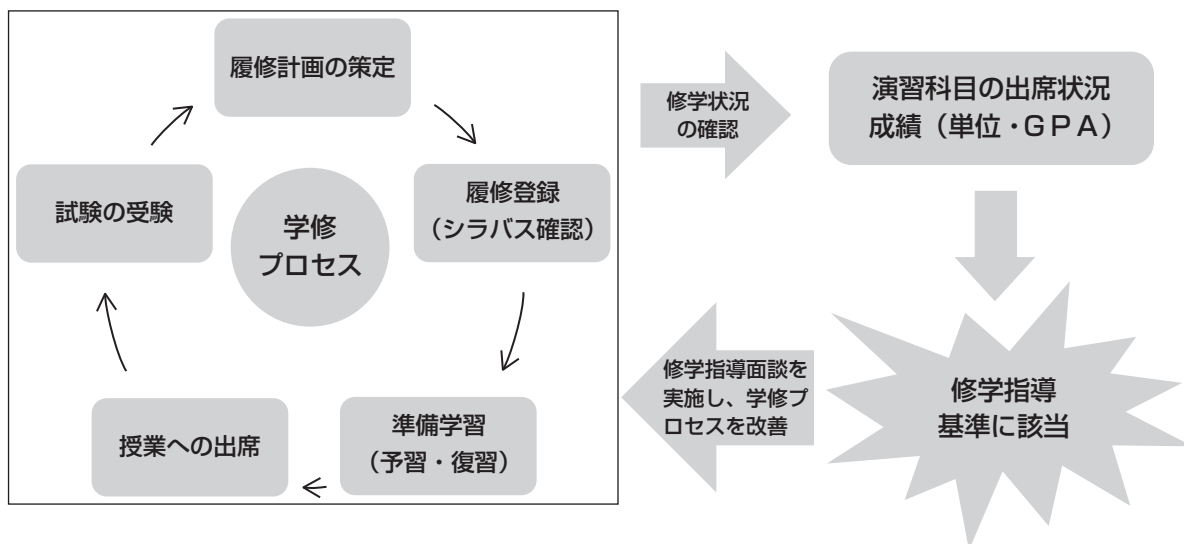 履修計画の策定
履修登録
（シラバス確認）
準備学習
（予習・復習）
授業への出席
試験の受験
学修
プロセス
修学状況
の確認
演習科目の出席状況
成績（単位・ＧＰＡ）
修学指導
基準に該当
修学指導面談を
実施し、学修プ
ロセスを改善